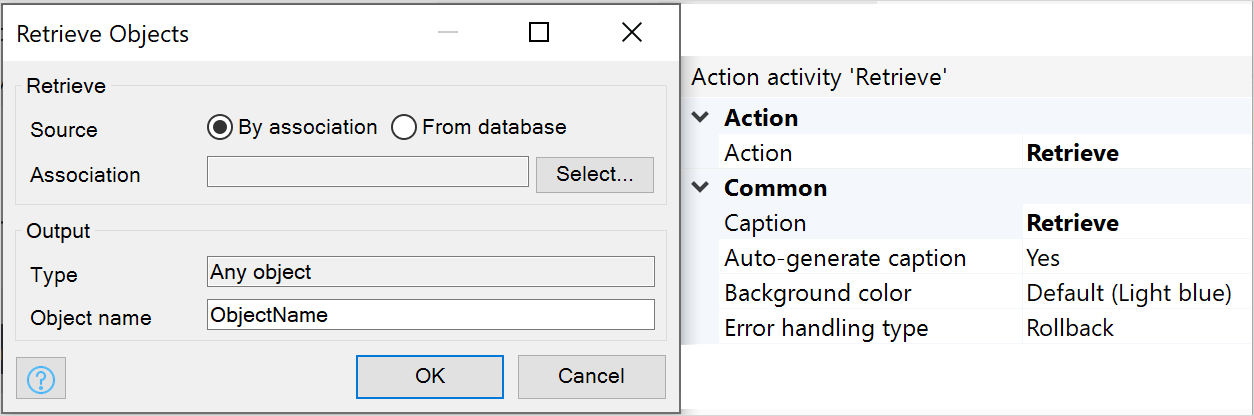 Retrieve Objects
Retrieve
Source By association From database
Association Select...
Output
Type Any object
Object name ObjectName
? OK Cancel
Action activity 'Retrieve'
Action
Action Retrieve
Common
Caption Retrieve
Auto-generate caption Yes
Background color Default (Light blue)
Error handling type Rollback